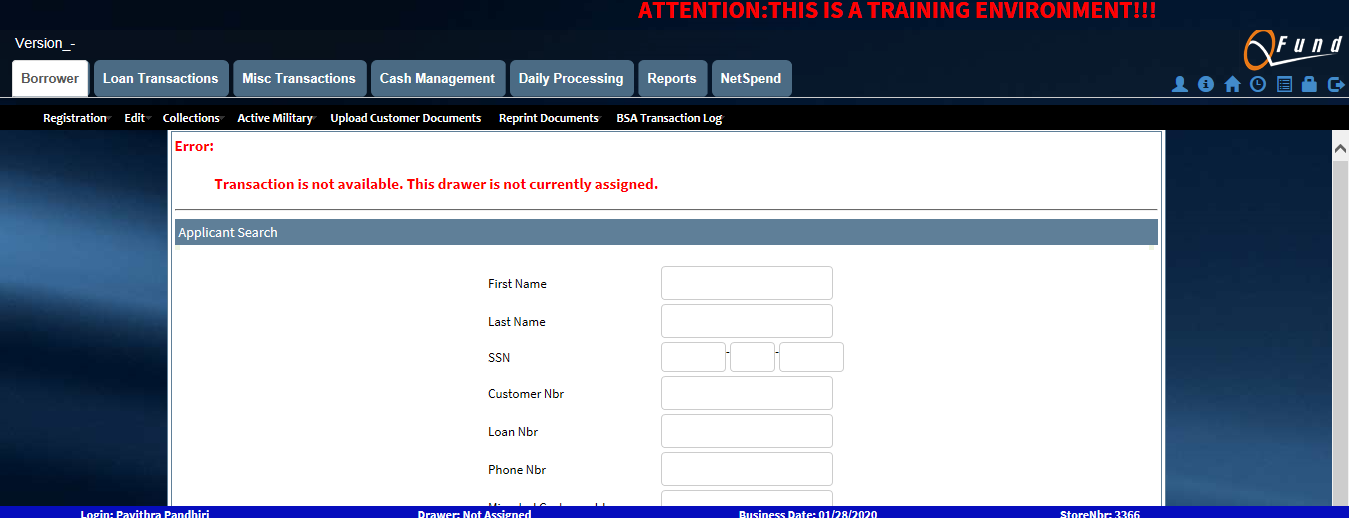 ATTENTION:THIS IS A TRAINING ENVIRONMENT!!!
Version_-
QFund
Borrower Loan Transactions Misc Transactions Cash Management Daily Processing Reports NetSpend
Registration Edit Collections Active Military Upload Customer Documents Reprint Documents BSA Transaction Log
Error:
Transaction is not available. This drawer is not currently assigned.
Applicant Search
First Name
Last Name
SSN - -
Customer Nbr
Loan Nbr
Phone Nbr
Login: Pavithra Pandhiri Drawer: Not Assigned Business Date: 01/28/2020 StoreNbr: 3366